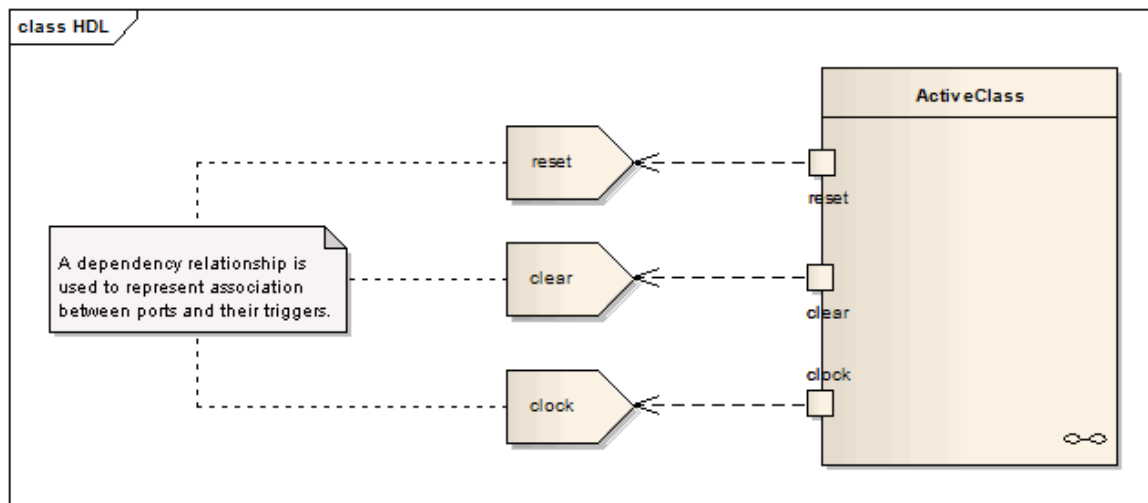 class HDL
ActiveClass
reset
reset
A dependency relationship is
used to represent association
between ports and their triggers.
clear
clear
clock
clock